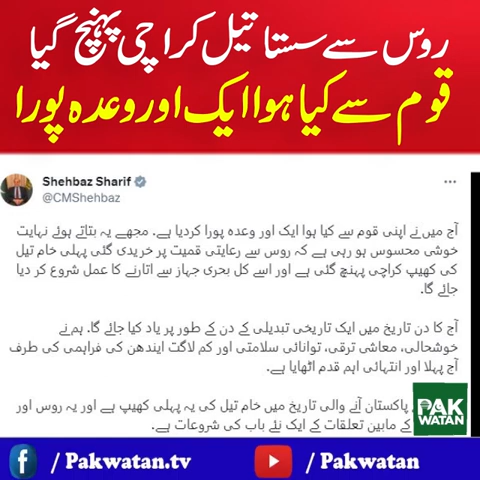 روس سے سستا تیل کراچی پہنچ گیا
قوم سے کیا ہوا ایک اور وعدہ پورا
Shehbaz Sharif
@CMShehbaz
آج میں نے اپنی قوم سے کیا ہوا ایک اور وعدہ پورا کردیا ہے۔ مجھے یہ بتاتے ہوئے نہایت
خوشی محسوس ہو رہی ہے کہ روس سے رعایتی قمیت پر خریدی گئی پہلی خام تیل
کی کھیپ کراچی پہنچ گئی ہے اور اسے کل بحری جہاز سے اتارنے کا عمل شروع کر دیا
جائے گا۔
آج کا دن تاریخ میں ایک تاریخی تبدیلی کے دن کے طور پر یاد کیا جائے گا۔ ہم نے
خوشحالی، معاشی ترقی، توانائی سلامتی اور کم لاگت ایندھن کی فراہمی کی طرف
آج پہلا اور انتہائی اہم قدم اٹھایا ہے۔
پاکستان آنے والی تاریخ میں خام تیل کی یہ پہلی کھیپ ہے اور یہ روس اور
کے مابین تعلقات کے ایک نئے باب کی شروعات ہے۔
PAK
WATAN
/ Pakwatan.tv
/ Pakwatan